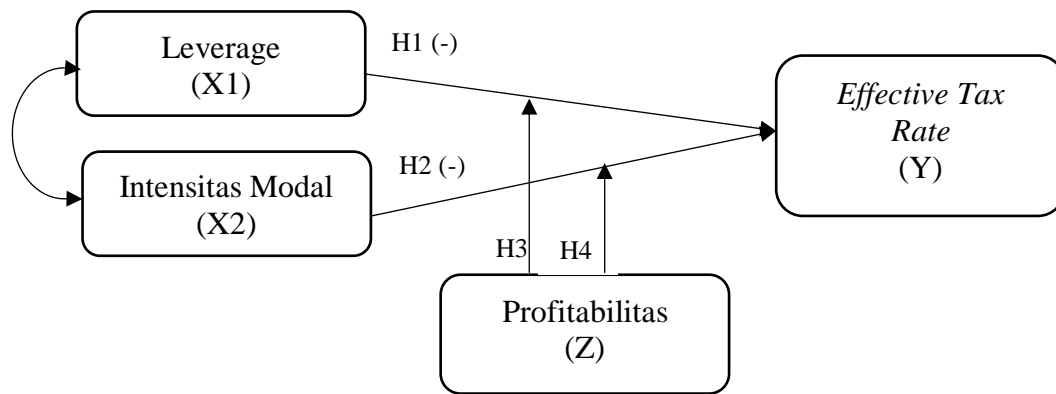 Leverage
(X1)
H1 (-)
Effective Tax
Rate
(Y)
Intensitas Modal
(X2)
H2 (-)
H3
H4
Profitabilitas
(Z)